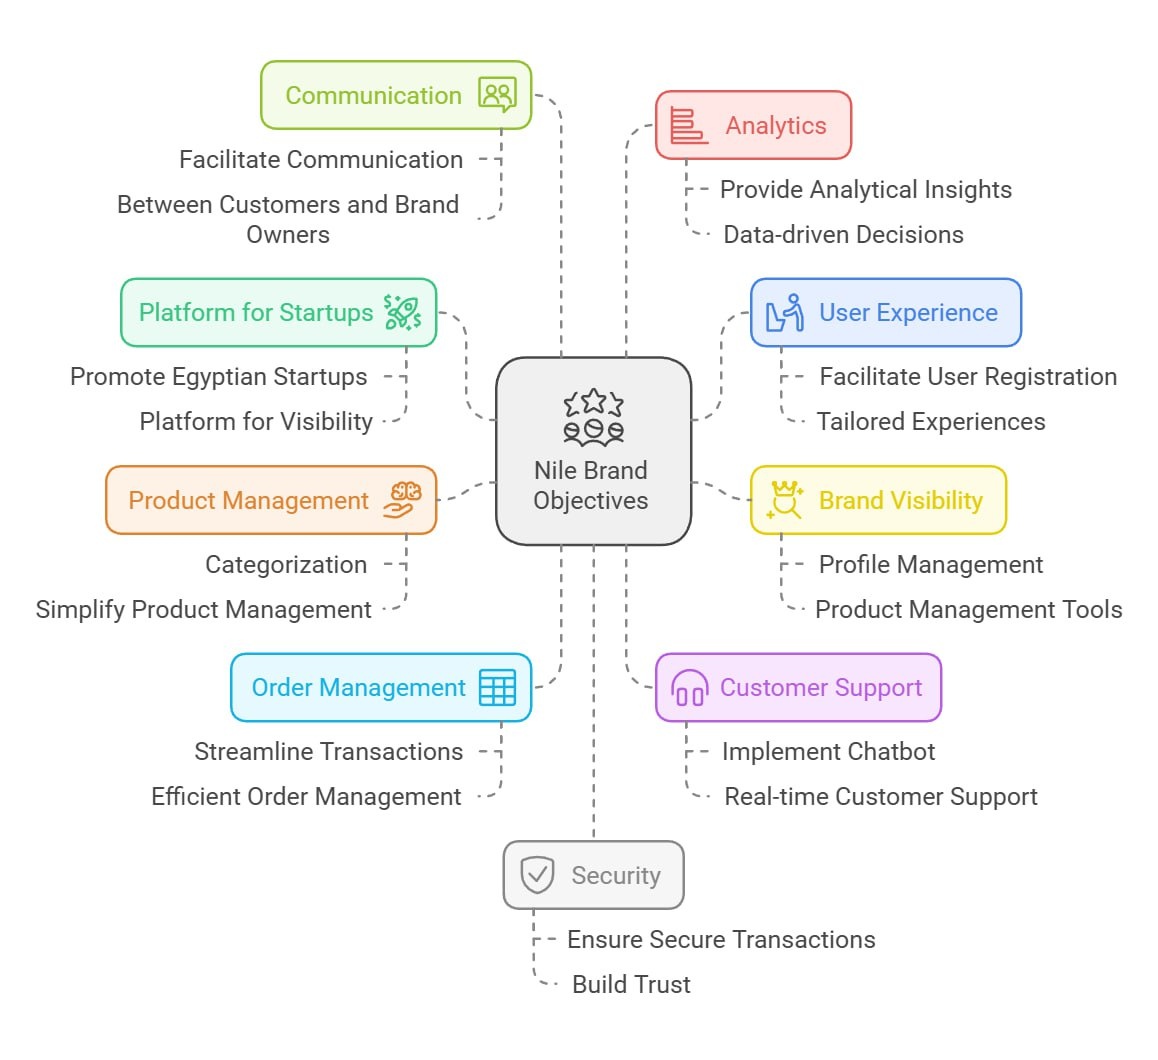 Communication
Facilitate Communication
Between Customers and Brand
Owners
Analytics
Provide Analytical Insights
Data-driven Decisions
Platform for Startups
Promote Egyptian Startups
Platform for Visibility
User Experience
Facilitate User Registration
Tailored Experiences
Nile Brand
Objectives
Product Management
Categorization
Simplify Product Management
Brand Visibility
Profile Management
Product Management Tools
Order Management
Streamline Transactions
Efficient Order Management
Customer Support
Implement Chatbot
Real-time Customer Support
Security
Ensure Secure Transactions
Build Trust